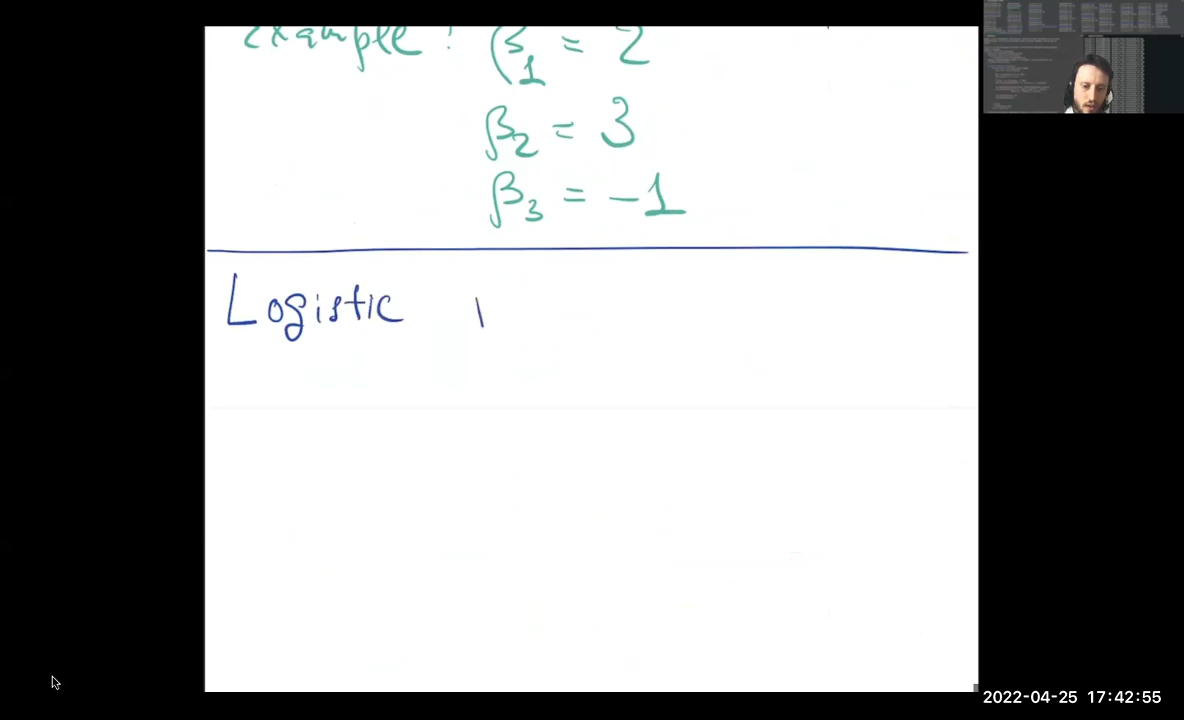 example: β1 = 2
β2 = 3
β3 = -1
Logistic
2022-04-25 17:42:55